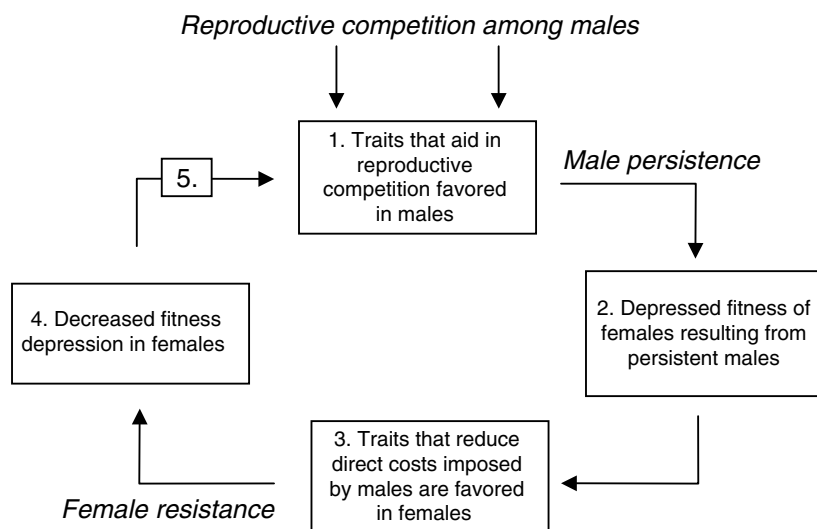 Reproductive competition among males
1. Traits that aid in
reproductive
competition favored
in males
Male persistence
5.
2. Depressed fitness of
females resulting from
persistent males
4. Decreased fitness
depression in females
3. Traits that reduce
direct costs imposed
by males are favored
in females
Female resistance